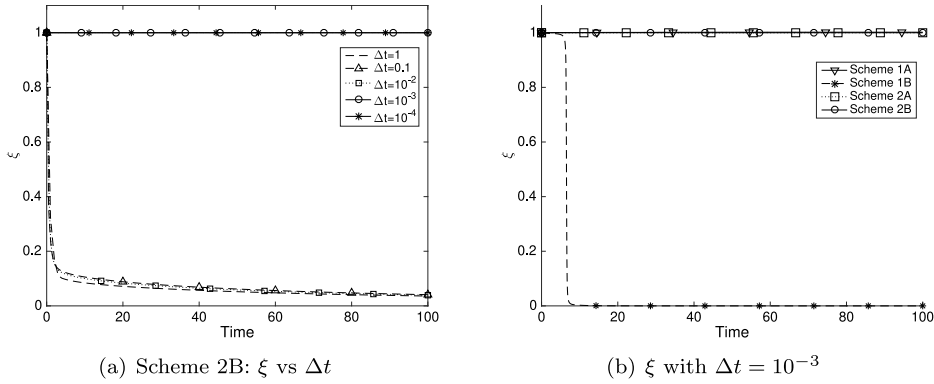 1
0.8
0.6
0.4
0.2
0
ξ
0 20 40 60 80 100
Time
Δt=1
Δt=0.1
Δt=10⁻²
Δt=10⁻³
Δt=10⁻⁴
(a) Scheme 2B: ξ vs Δt
1
0.8
0.6
0.4
0.2
0
ξ
0 20 40 60 80 100
Time
Scheme 1A
Scheme 1B
Scheme 2A
Scheme 2B
(b) ξ with Δt = 10⁻³